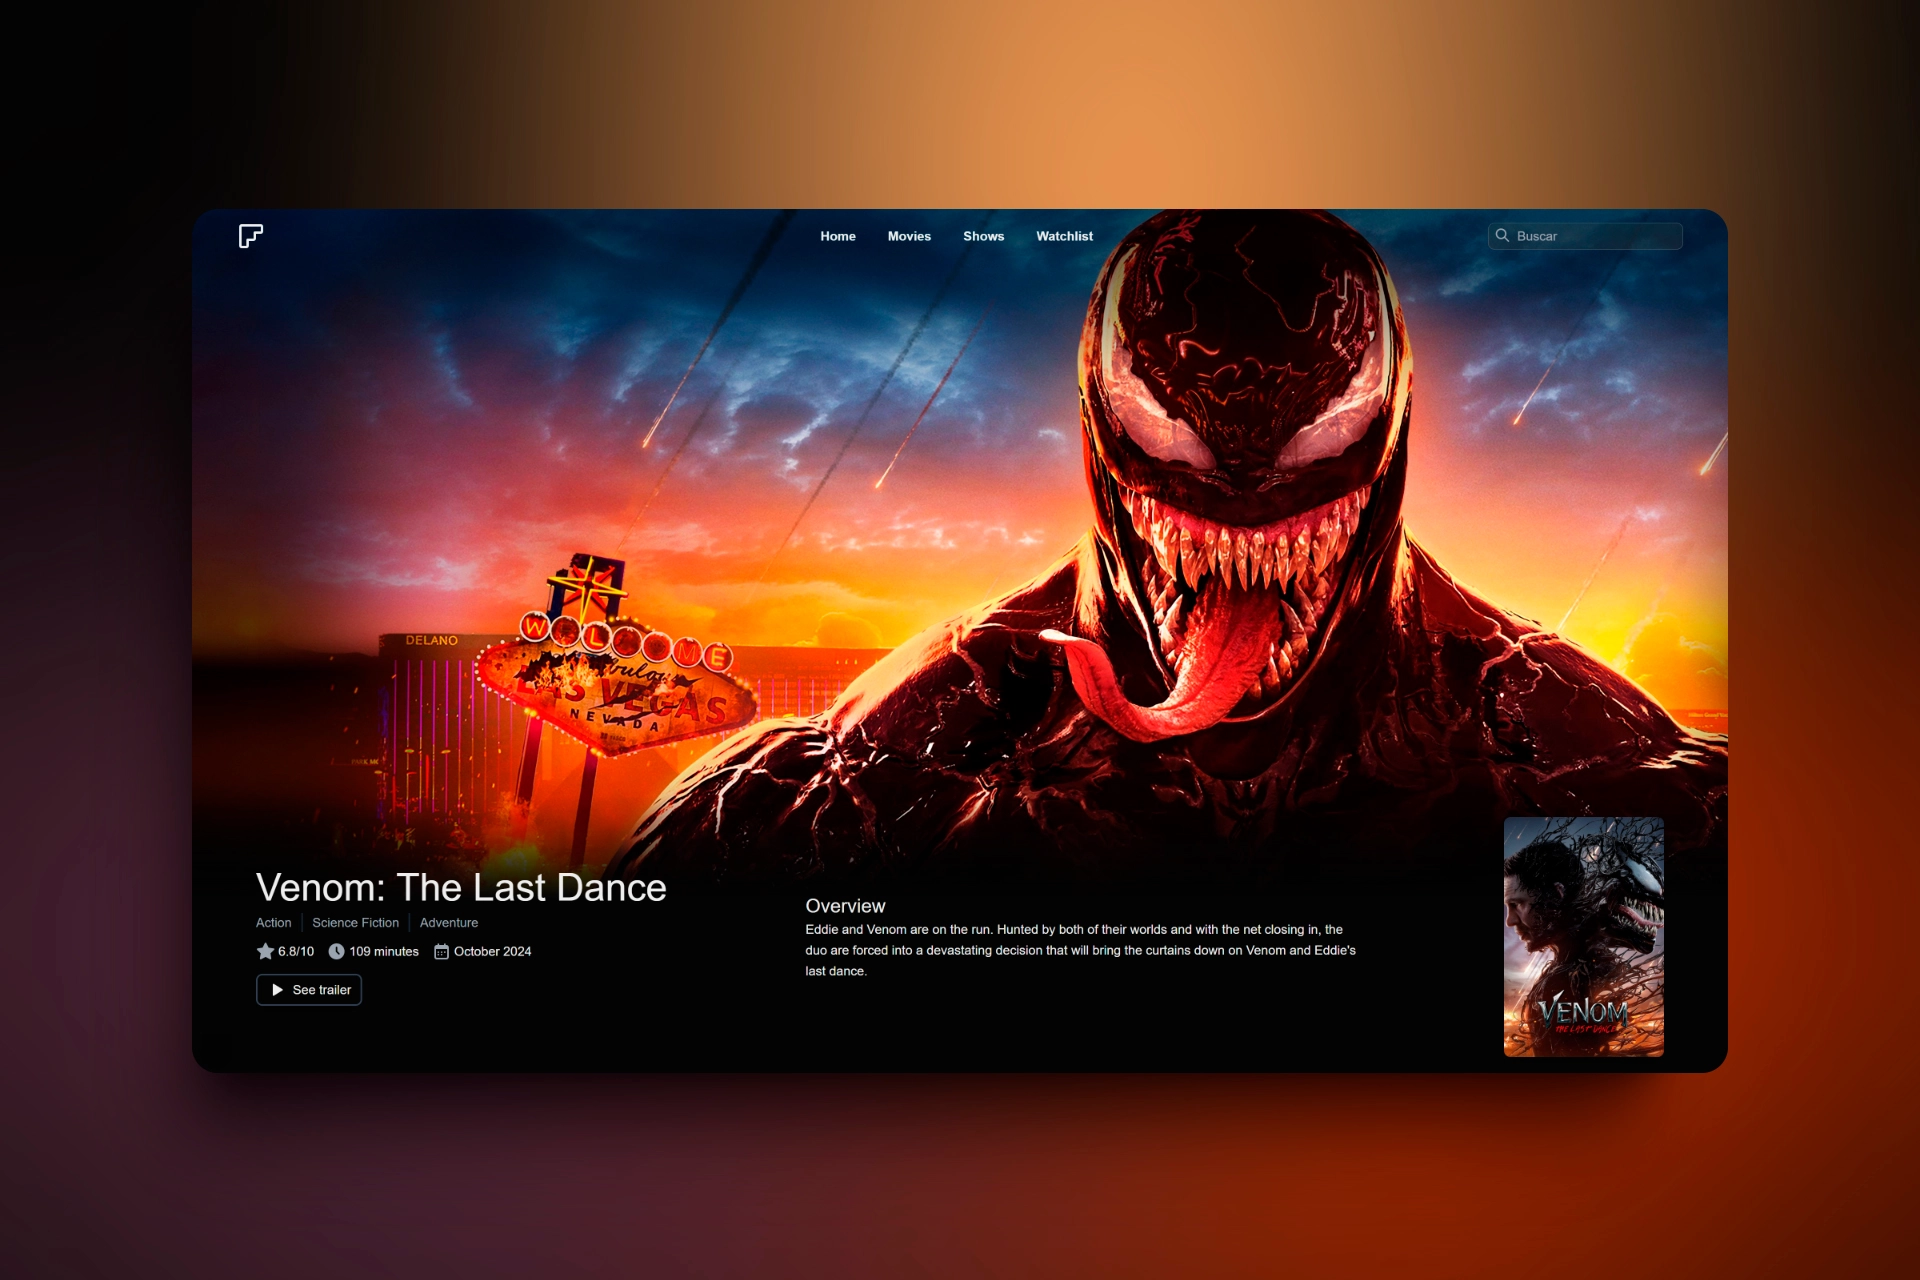 Home
Movies
Shows
Watchlist
Buscar
DELANO
WELCOME
LAS VEGAS
NEVADA
Venom: The Last Dance
Action
Science Fiction
Adventure
6.8/10
109 minutes
October 2024
See trailer
Overview
Eddie and Venom are on the run. Hunted by both of their worlds and with the net closing in, the
duo are forced into a devastating decision that will bring the curtains down on Venom and Eddie's
last dance.
VENOM
THE LAST DANCE